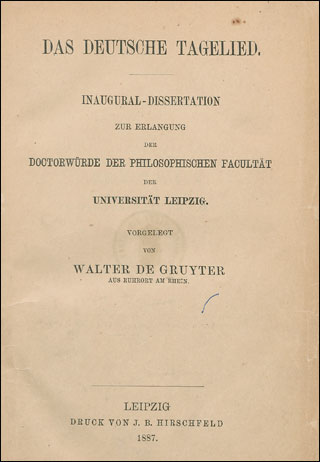 DAS DEUTSCHE TAGELIED.
INAUGURAL-DISSERTATION
ZUR ERLANGUNG
DER
DOCTORWÜRDE DER PHILOSOPHISCHEN FACULTÄT
DER
UNIVERSITÄT LEIPZIG.
VORGELEGT
VON
WALTER DE GRUYTER
AUS RUHRORT AM RHEIN.
LEIPZIG
DRUCK VON J. B. HIRSCHFELD
1887.